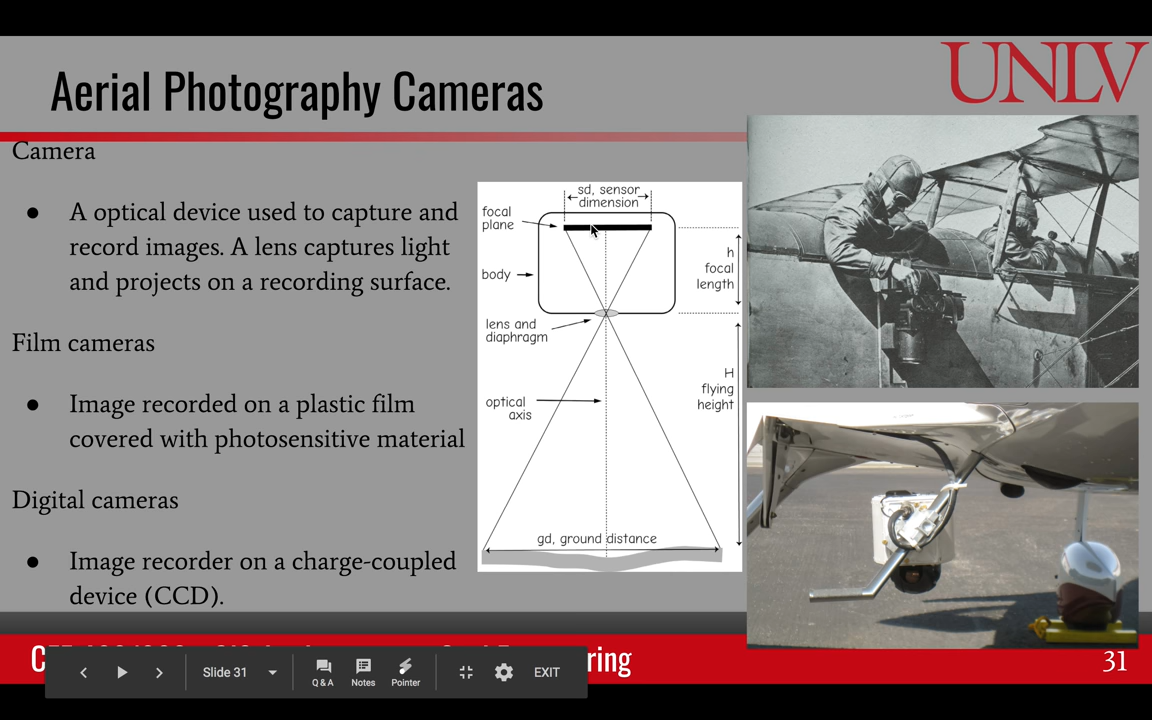 Aerial Photography Cameras
UNLV
Camera
● A optical device used to capture and
record images. A lens captures light
and projects on a recording surface.
Film cameras
● Image recorded on a plastic film
covered with photosensitive material
Digital cameras
● Image recorder on a charge-coupled
device (CCD).
sd, sensor
dimension
focal
plane
h
focal
length
body
lens and
diaphragm
H
flying
height
optical
axis
gd, ground distance
31
Slide 31
Q & A
Notes
Pointer
EXIT